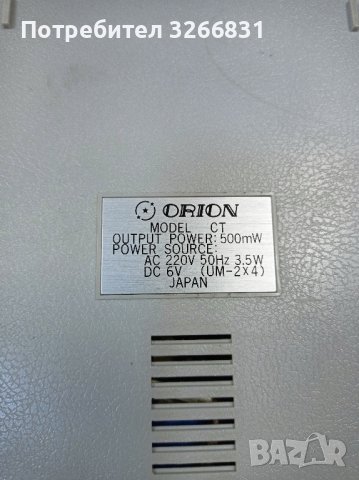 Потребител 3266831
ORION
MODEL CT
OUTPUT POWER: 500mW
POWER SOURCE:
AC 220V 50Hz 3.5W
DC 6V (UM-2×4)
JAPAN
BAZAR